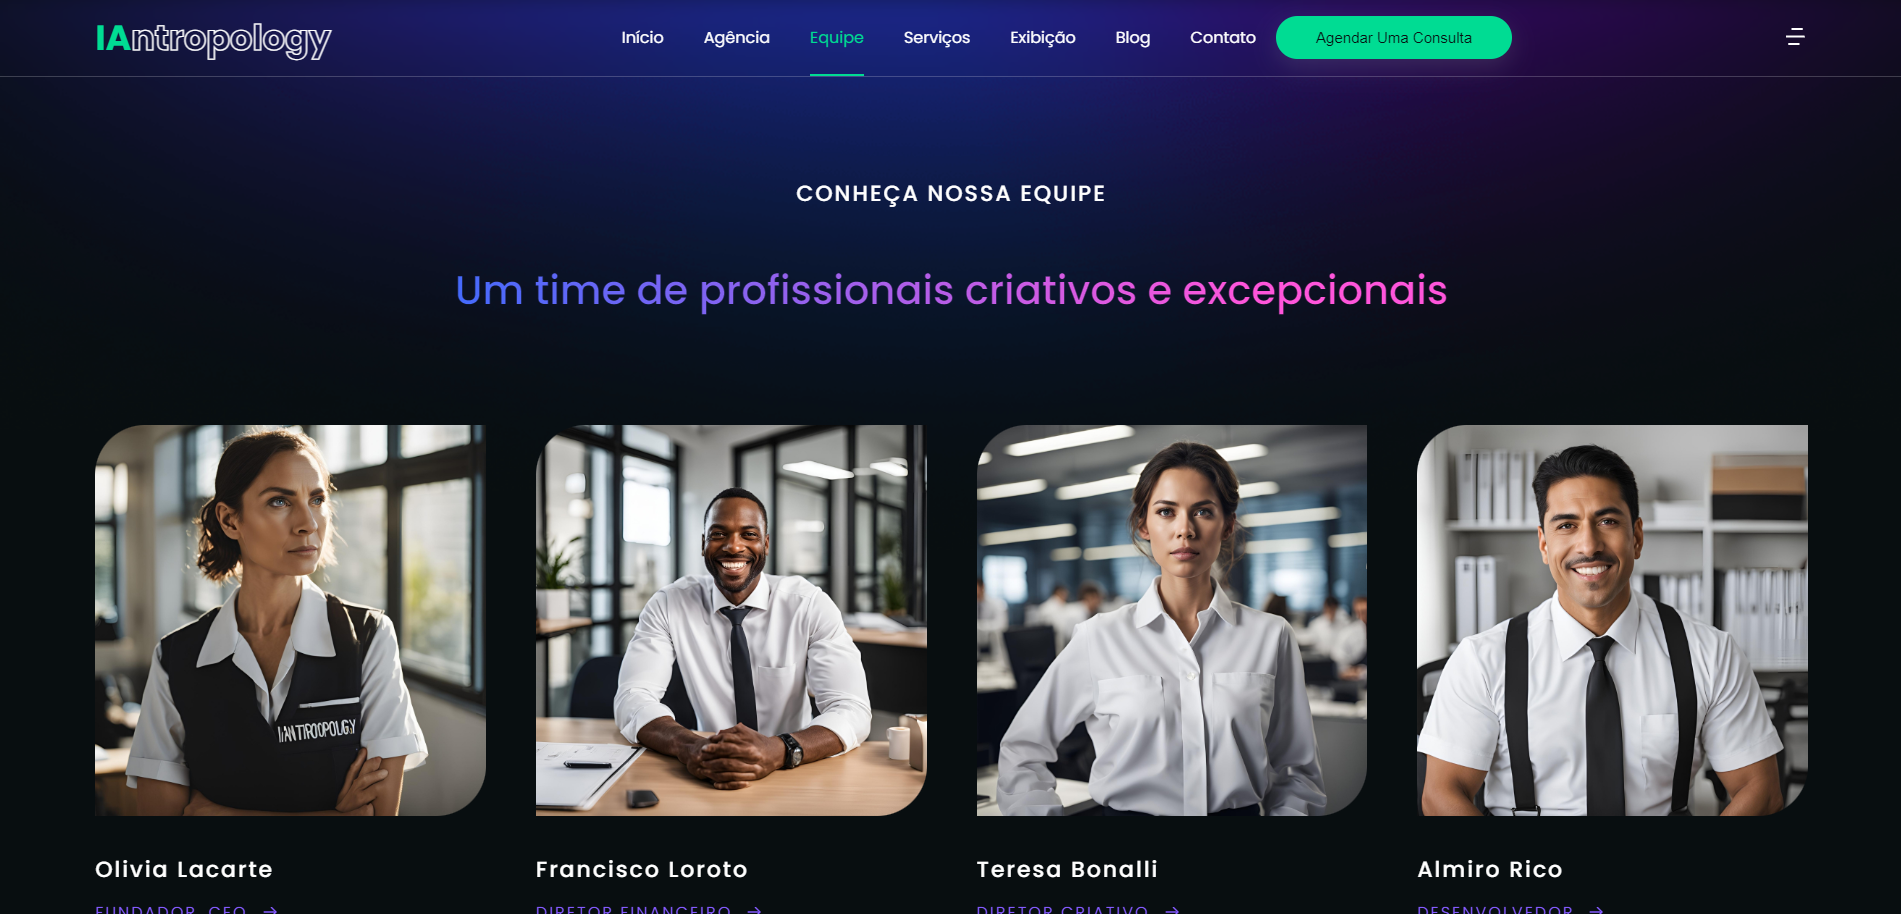 IAntropology
Início Agência Equipe Serviços Exibição Blog Contato Agendar Uma Consulta
CONHEÇA NOSSA EQUIPE
Um time de profissionais criativos e excepcionais
Olivia Lacarte Francisco Loroto Teresa Bonalli Almiro Rico
FUNDADOR, CEO → DIRETOR FINANCEIRO → DIRETOR CRIATIVO → DESENVOLVEDOR →